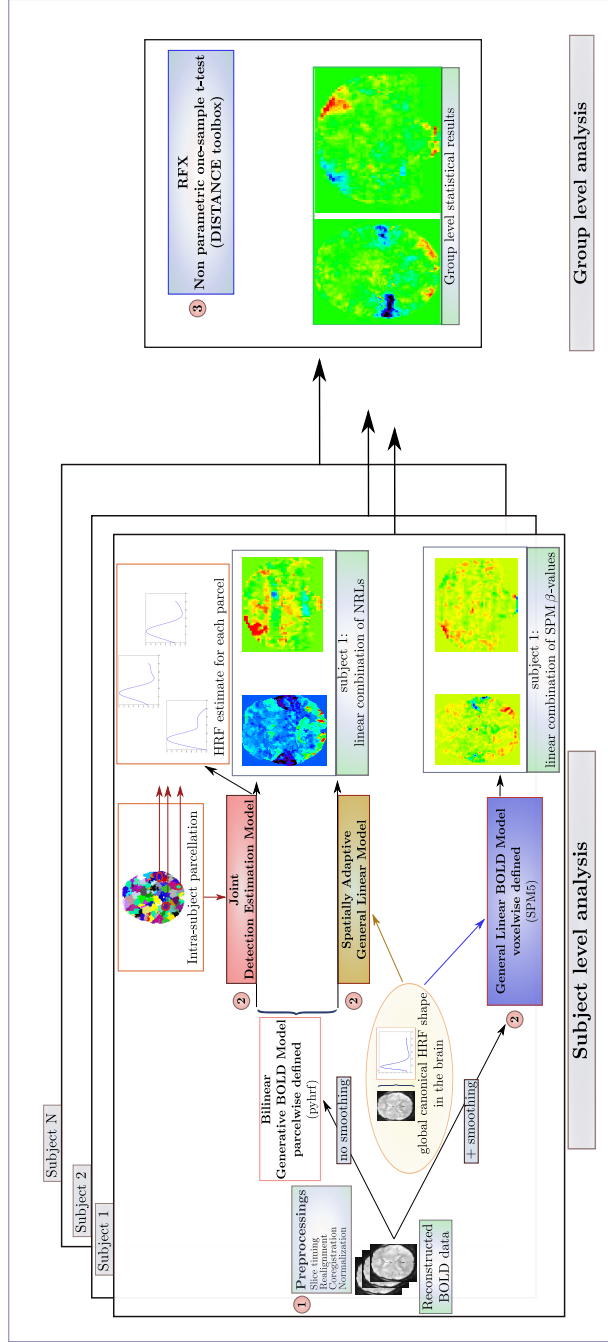 Subject N
Subject 2
Subject 1
1
Preprocessings
Slice timing
Realignment
Coregistration
Normalization
Reconstructed
BOLD data
no smoothing
+ smoothing
Bilinear
Generative BOLD Model
parcelwise defined
(pyhrf)
global canonical HRF shape
in the brain
Intra-subject parcellation
2
Joint
Detection Estimation Model
2
Spatially Adaptive
General Linear Model
2
General Linear BOLD Model
voxelwise defined
(SPM5)
HRF estimate for each parcel
subject 1:
linear combination of NRLs
subject 1:
linear combination of SPM β-values
Subject level analysis
3
RFX
Non parametric one-sample t-test
(DISTANCE toolbox)
Group level statistical results
Group level analysis